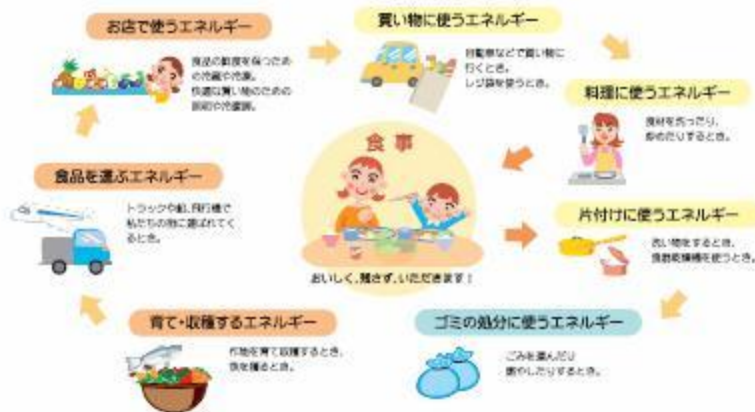 お店で使うエネルギー
食品の鮮度を保つため
の冷蔵や冷凍。
快適な買い物のための
照明や冷暖房。
買い物に使うエネルギー
自動車などで買い物に
行くとき。
レジ袋を使うとき。
料理に使うエネルギー
食材を洗ったり、
炒めたりするとき。
食事
おいしく、残さず、いただきます！
食品を運ぶエネルギー
トラックや船、飛行機で
私たちの街に運ばれてく
るとき。
片付けに使うエネルギー
洗い物をするとき、
食器乾燥機を使うとき。
育て・収穫するエネルギー
作物を育て収穫するとき、
魚を獲るとき。
ゴミの処分に使うエネルギー
ごみを運んだり
燃やしたりするとき。